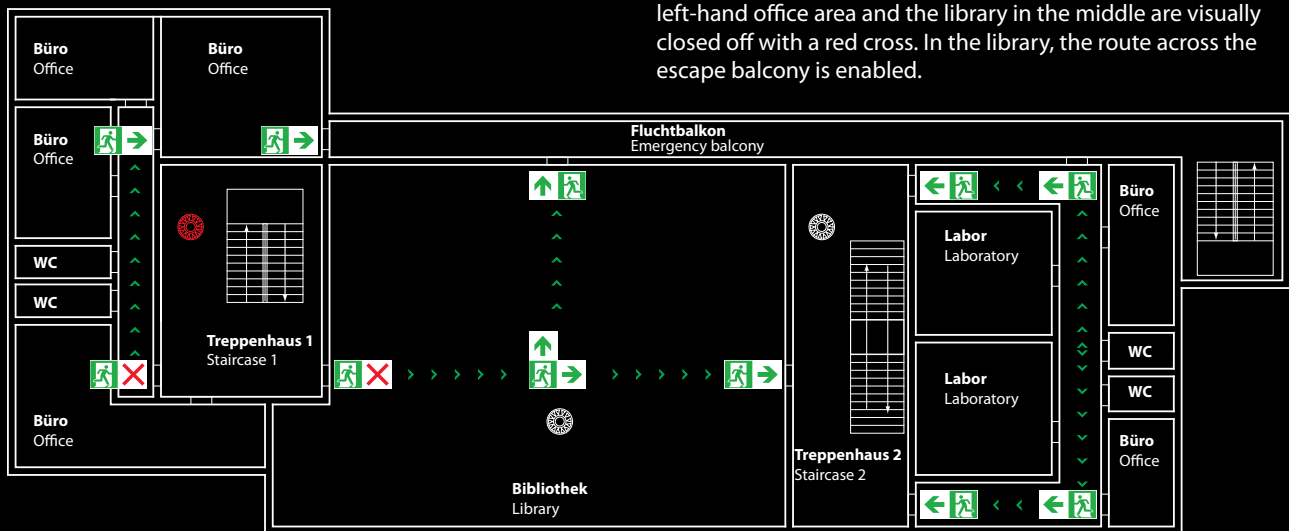 left-hand office area and the library in the middle are visually
closed off with a red cross. In the library, the route across the
escape balcony is enabled.
Büro
Office
Büro
Office
Büro
Office
Fluchtbalkon
Emergency balcony
Büro
Office
Labor
Laboratory
WC
WC
Treppenhaus 1
Staircase 1
WC
Labor
Laboratory
WC
Büro
Office
Büro
Office
Treppenhaus 2
Staircase 2
Bibliothek
Library